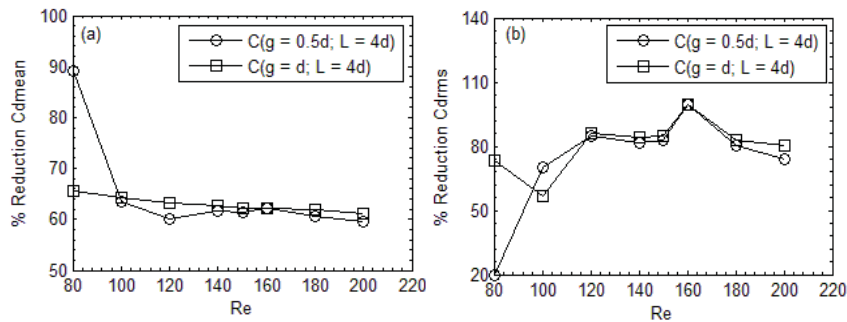 (a)
C(g = 0.5d; L = 4d)
C(g = d; L = 4d)
% Reduction Cdmean
100
90
80
70
60
50
80 100 120 140 160 180 200 220
Re
(b)
C(g = 0.5d; L = 4d)
C(g = d; L = 4d)
% Reduction Cdrms
140
110
80
50
20
80 100 120 140 160 180 200 220
Re